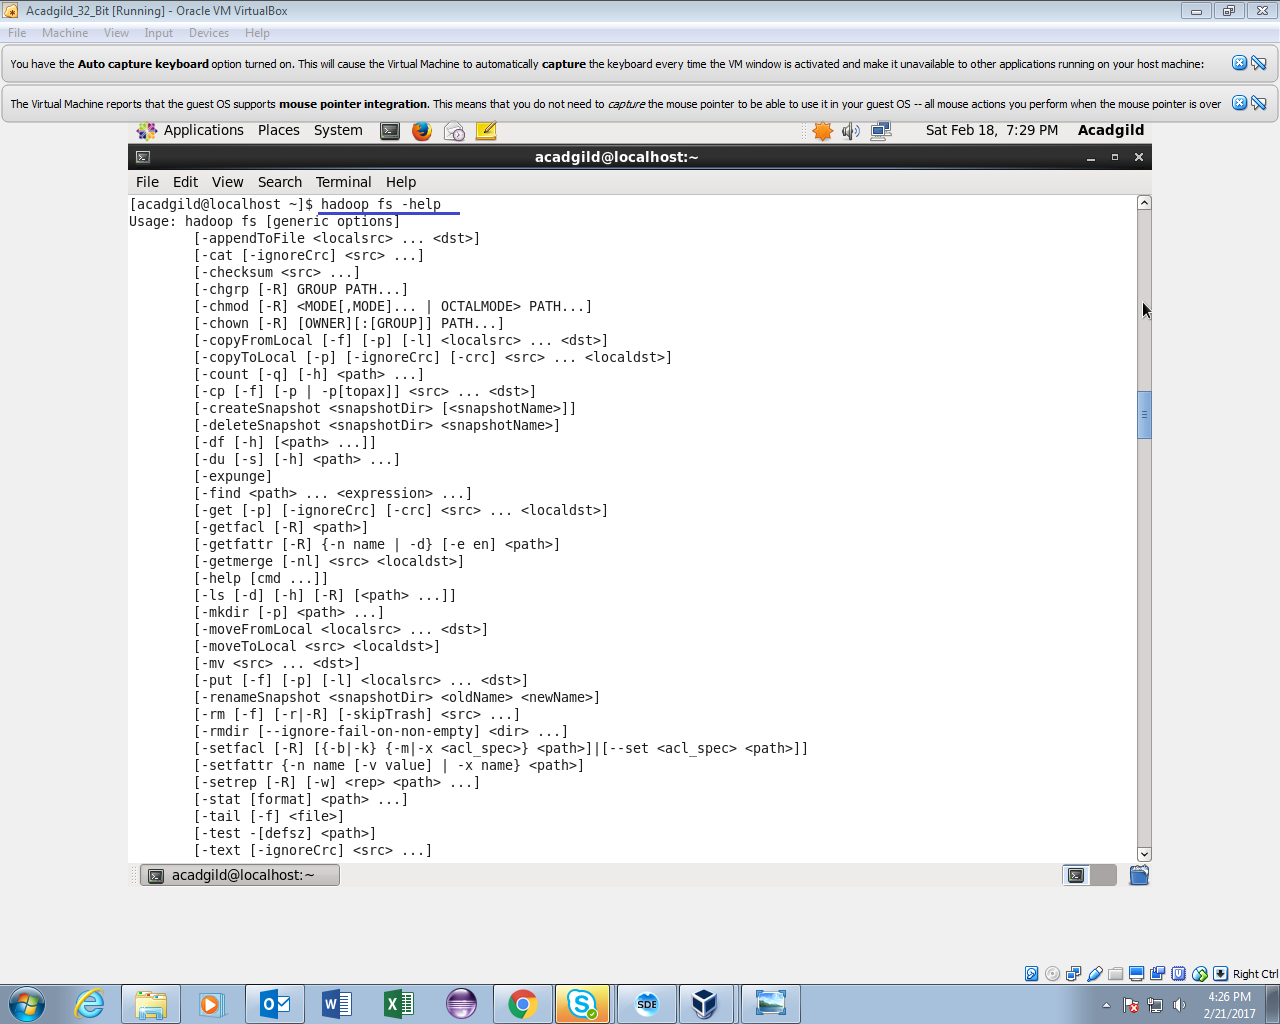 Acadgild_32_Bit [Running] - Oracle VM VirtualBox
File Machine View Input Devices Help
You have the Auto capture keyboard option turned on. This will cause the Virtual Machine to automatically capture the keyboard every time the VM window is activated and make it unavailable to other applications running on your host machine:
The Virtual Machine reports that the guest OS supports mouse pointer integration. This means that you do not need to capture the mouse pointer to be able to use it in your guest OS -- all mouse actions you perform when the mouse pointer is over
Applications Places System Sat Feb 18, 7:29 PM Acadgild
acadgild@localhost:~
File Edit View Search Terminal Help
[acadgild@localhost ~]$ hadoop fs -help
Usage: hadoop fs [generic options]
[-appendToFile <localsrc> ... <dst>]
[-cat [-ignoreCrc] <src> ...]
[-checksum <src> ...]
[-chgrp [-R] GROUP PATH...]
[-chmod [-R] <MODE[,MODE]... | OCTALMODE> PATH...]
[-chown [-R] [OWNER][:[GROUP]] PATH...]
[-copyFromLocal [-f] [-p] [-l] <localsrc> ... <dst>]
[-copyToLocal [-p] [-ignoreCrc] [-crc] <src> ... <localdst>]
[-count [-q] [-h] <path> ...]
[-cp [-f] [-p | -p[topax]] <src> ... <dst>]
[-createSnapshot <snapshotDir> [<snapshotName>]]
[-deleteSnapshot <snapshotDir> <snapshotName>]
[-df [-h] [<path> ...]]
[-du [-s] [-h] <path> ...]
[-expunge]
[-find <path> ... <expression> ...]
[-get [-p] [-ignoreCrc] [-crc] <src> ... <localdst>]
[-getfacl [-R] <path>]
[-getfattr [-R] {-n name | -d} [-e en] <path>]
[-getmerge [-nl] <src> <localdst>]
[-help [cmd ...]]
[-ls [-d] [-h] [-R] [<path> ...]]
[-mkdir [-p] <path> ...]
[-moveFromLocal <localsrc> ... <dst>]
[-moveToLocal <src> <localdst>]
[-mv <src> ... <dst>]
[-put [-f] [-p] [-l] <localsrc> ... <dst>]
[-renameSnapshot <snapshotDir> <oldName> <newName>]
[-rm [-f] [-r|-R] [-skipTrash] <src> ...]
[-rmdir [--ignore-fail-on-non-empty] <dir> ...]
[-setfacl [-R] [{-b|-k} {-m|-x <acl_spec>} <path>]|[--set <acl_spec> <path>]]
[-setfattr {-n name [-v value] | -x name} <path>]
[-setrep [-R] [-w] <rep> <path> ...]
[-stat [format] <path> ...]
[-tail [-f] <file>]
[-test -[defsz] <path>]
[-text [-ignoreCrc] <src> ...]
acadgild@localhost:~
Right Ctrl
SDE
4:26 PM
2/21/2017